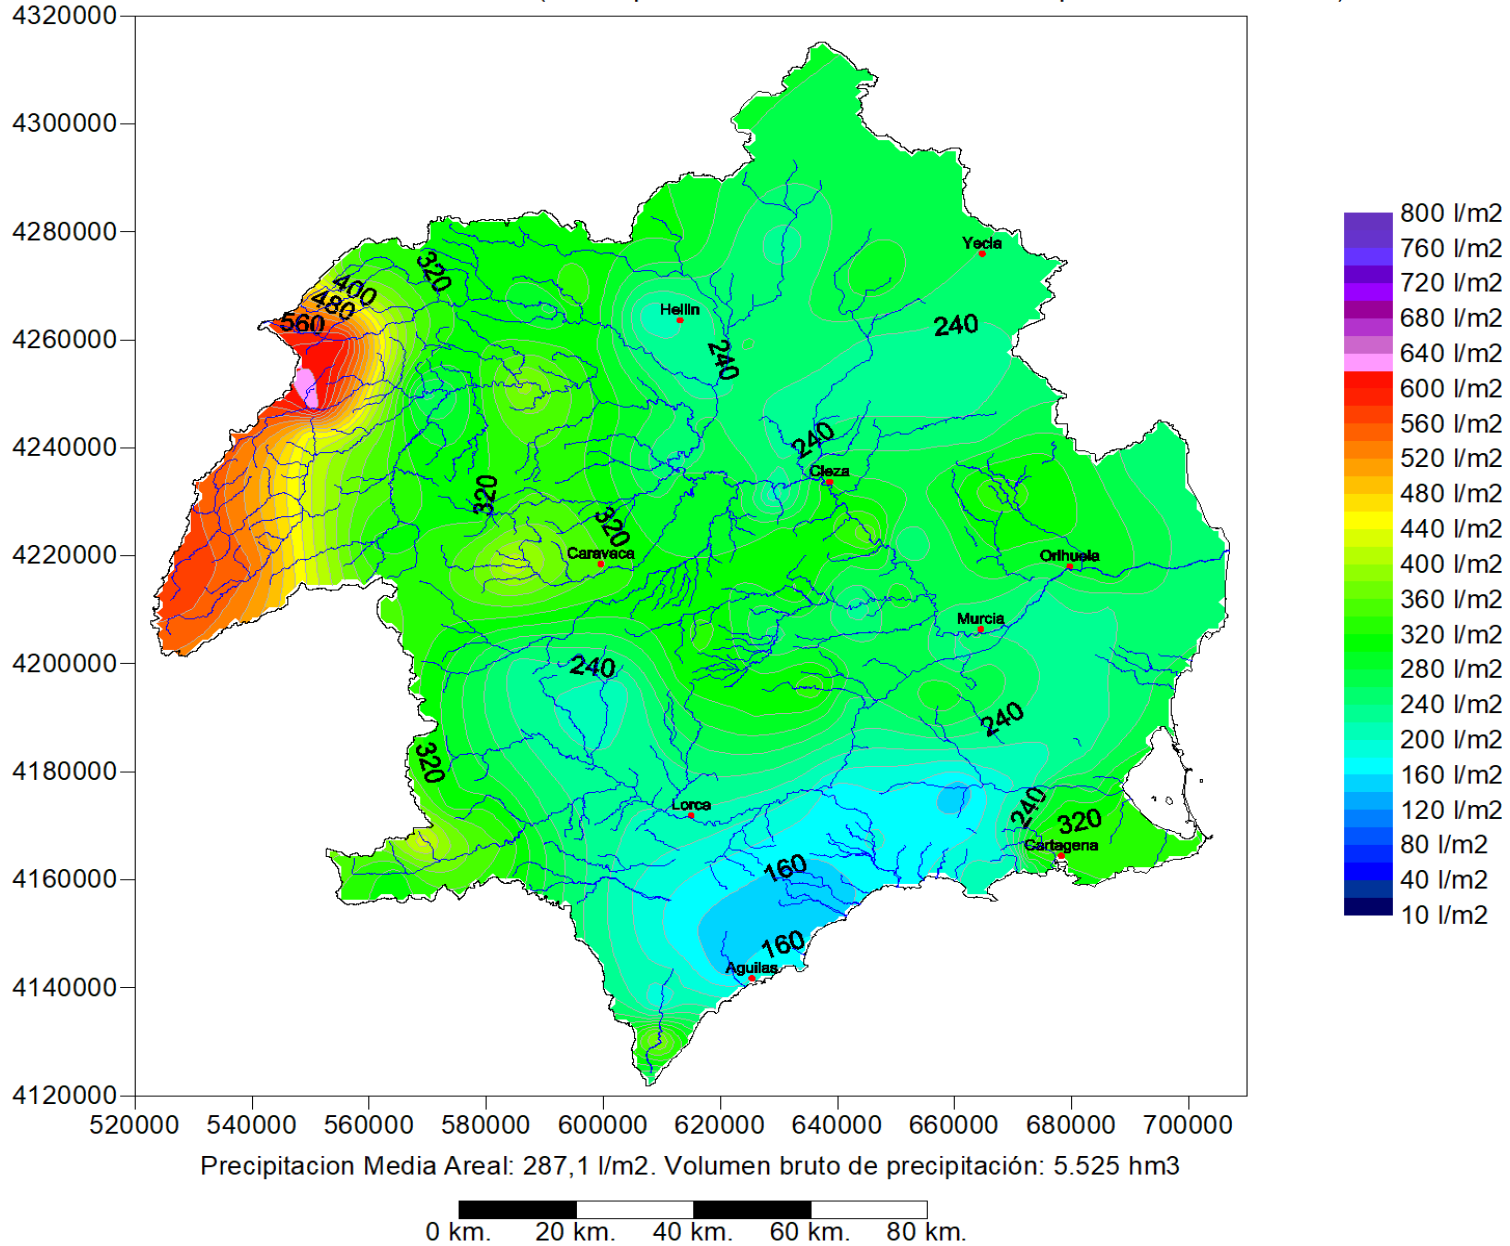 4320000
4300000
4280000
4260000
4240000
4220000
4200000
4180000
4160000
4140000
4120000
520000 540000 560000 580000 600000 620000 640000 660000 680000 700000
Yecla
320
400
480
560
Hellin
240
240
240
Cieza
320
320
Caravaca
Orihuela
Murcia
240
240
320
Lorca
240
320
Cartagena
160
160
Aguilas
800 l/m2
760 l/m2
720 l/m2
680 l/m2
640 l/m2
600 l/m2
560 l/m2
520 l/m2
480 l/m2
440 l/m2
400 l/m2
360 l/m2
320 l/m2
280 l/m2
240 l/m2
200 l/m2
160 l/m2
120 l/m2
80 l/m2
40 l/m2
10 l/m2
Precipitacion Media Areal: 287,1 l/m2. Volumen bruto de precipitación: 5.525 hm3
0 km. 20 km. 40 km. 60 km. 80 km.